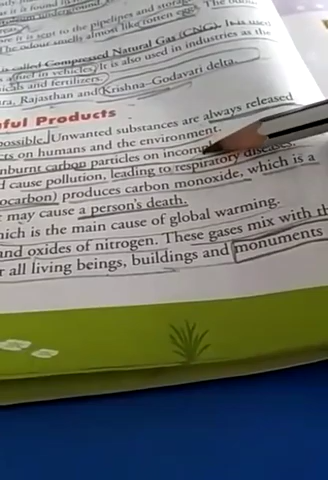 m underground
re it is sent to the pipelines and storage
The odour smells almost like rotten egg.
called Compressed Natural Gas (CNG). It is used
a fuel in vehicles. It is also used in industries as the
and fertilizers.
ra, Rajasthan and Krishna–Godavari delta.
ful Products
possible. Unwanted substances are always released
cts on humans and the environment.
nburnt carbon particles on incom
d cause pollution, leading to respiratory diseases.
ocarbon) produces carbon monoxide, which is a
t may cause a person's death.
hich is the main cause of global warming.
and oxides of nitrogen. These gases mix with th
r all living beings, buildings and monuments